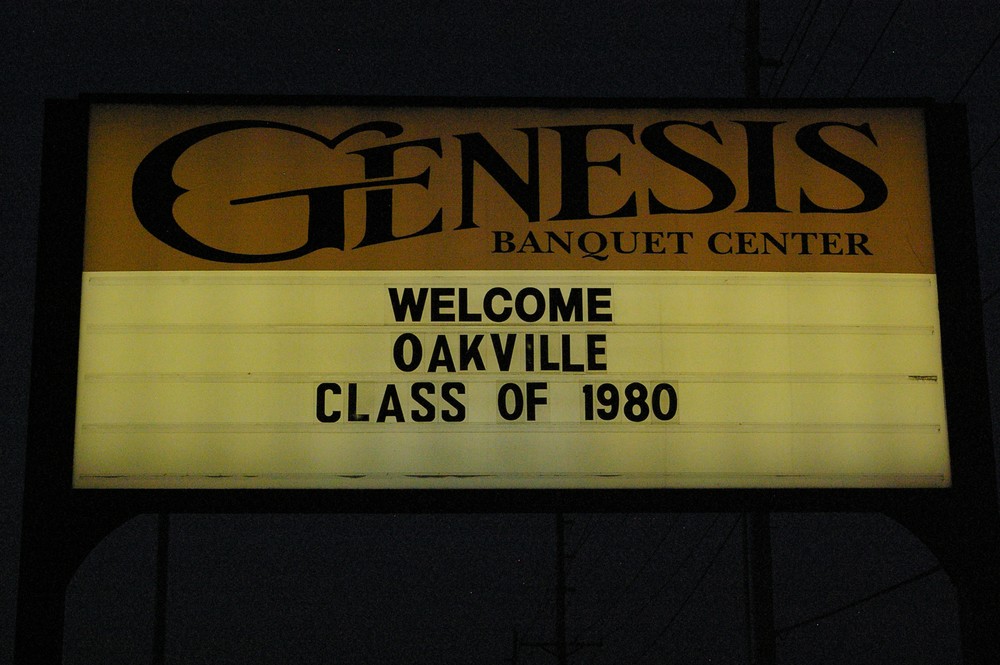 GENESIS
BANQUET CENTER
WELCOME
OAKVILLE
CLASS OF 1980